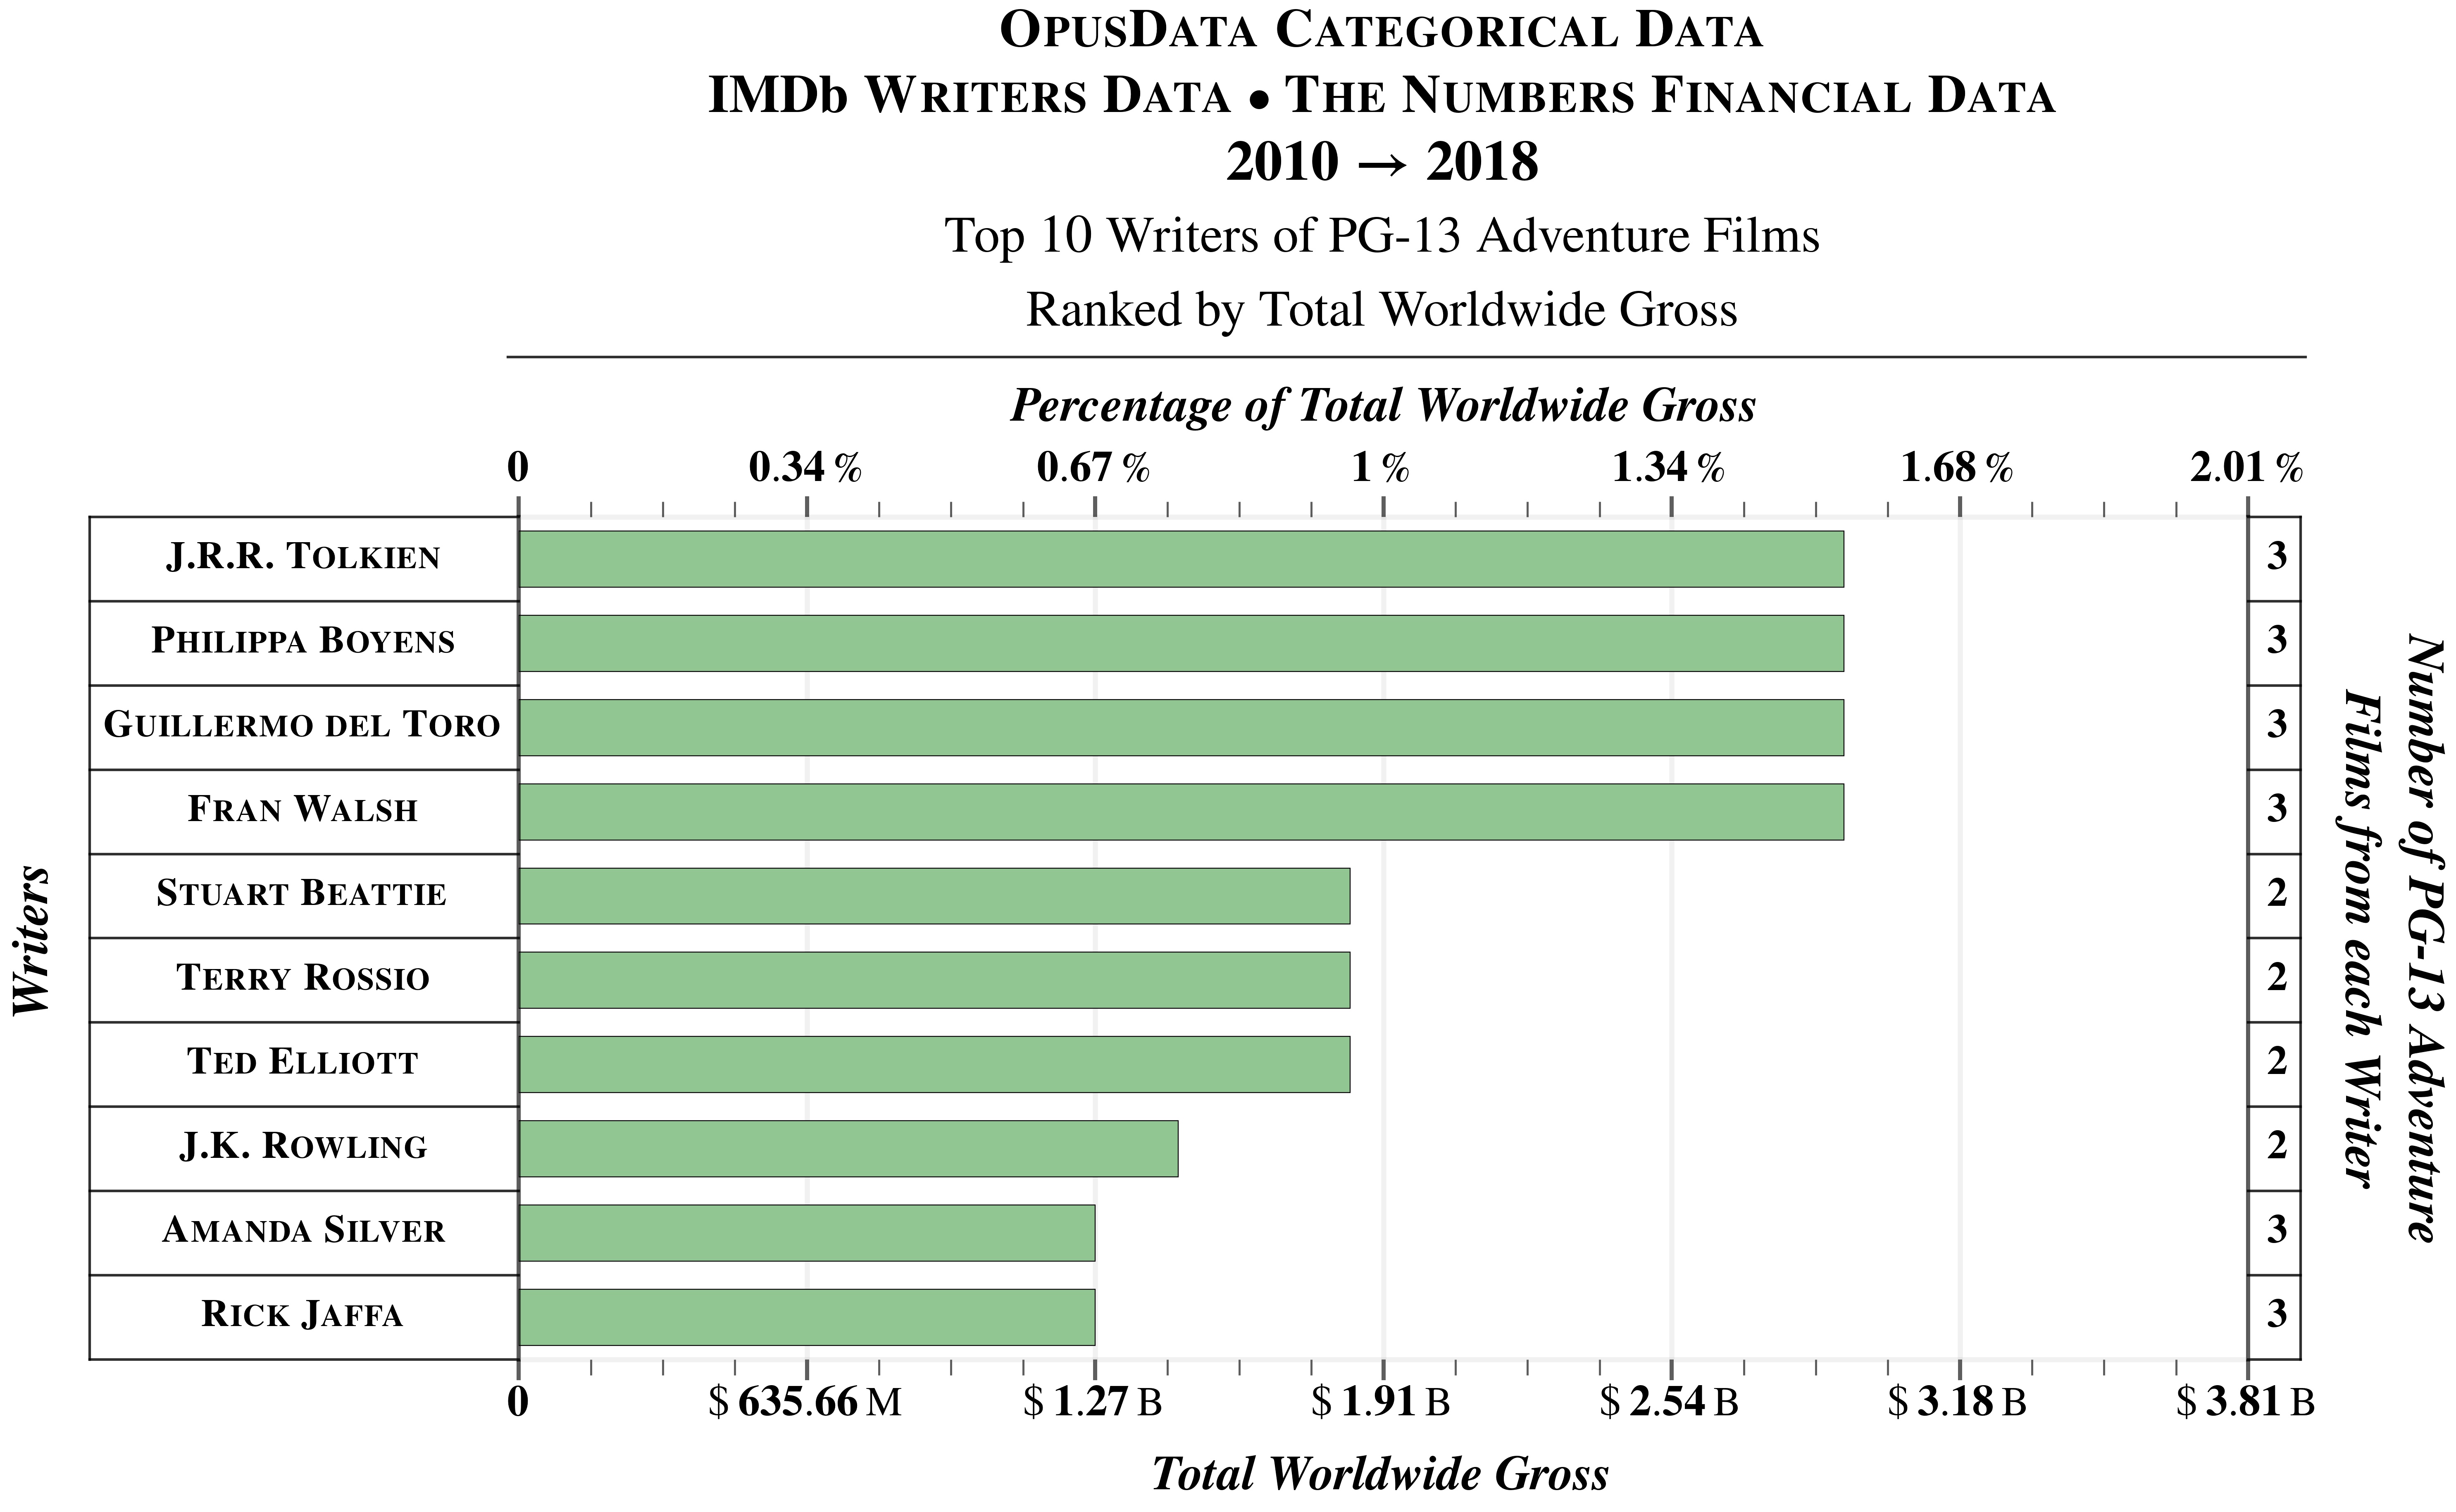 OpusData Categorical Data
IMDb Writers Data • The Numbers Financial Data
2010 → 2018
Top 10 Writers of PG-13 Adventure Films
Ranked by Total Worldwide Gross
Percentage of Total Worldwide Gross
0 0.34 % 0.67 % 1 % 1.34 % 1.68 % 2.01 %
Writers
J.R.R. Tolkien 3
Philippa Boyens 3
Guillermo del Toro 3
Fran Walsh 3
Stuart Beattie 2
Terry Rossio 2
Ted Elliott 2
J.K. Rowling 2
Amanda Silver 3
Rick Jaffa 3
Number of PG-13 Adventure
Films from each Writer
0 $ 635.66 M $ 1.27 B $ 1.91 B $ 2.54 B $ 3.18 B $ 3.81 B
Total Worldwide Gross